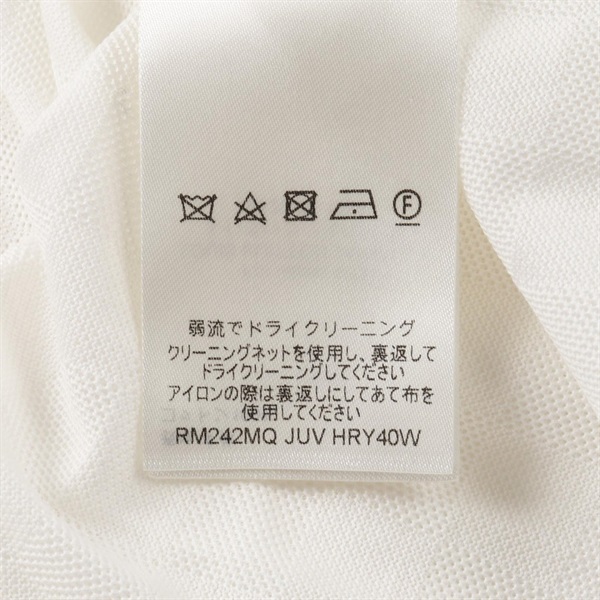 F
弱流でドライクリーニング
クリーニングネットを使用し、裏返して
ドライクリーニングしてください
アイロンの際は裏返しにしてあて布を
使用してください
RM242MQ JUV HRY40W